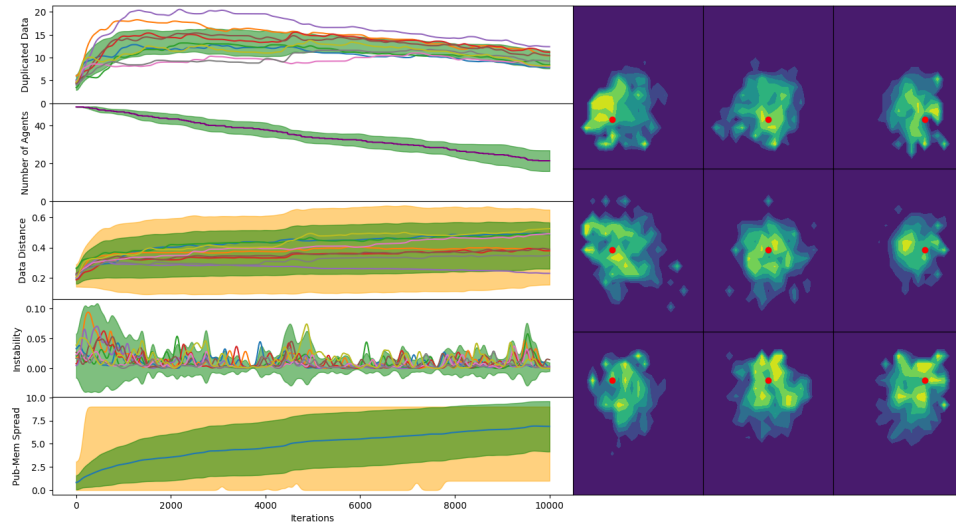 Duplicated Data
20
15
10
5
0
Number of Agents
40
20
0
Data Distance
0.6
0.4
0.2
Instability
0.10
0.05
0.00
Pub-Mem Spread
10.0
7.5
5.0
2.5
0.0
0 2000 4000 6000 8000 10000
Iterations